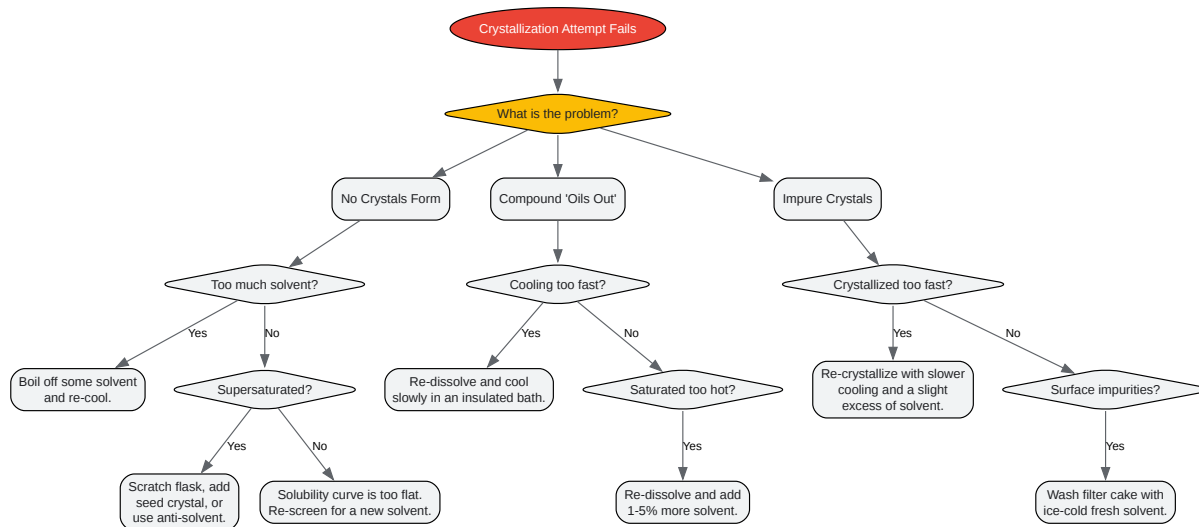 Crystallization Attempt Fails
What is the problem?
No Crystals Form
Compound 'Oils Out'
Impure Crystals
Too much solvent?
Cooling too fast?
Crystallized too fast?
Yes
No
Yes
No
Yes
No
Boil off some solvent
and re-cool.
Supersaturated?
Re-dissolve and cool
slowly in an insulated bath.
Saturated too hot?
Re-crystallize with slower
cooling and a slight
excess of solvent.
Surface impurities?
Yes
No
Yes
Yes
Scratch flask, add
seed crystal, or
use anti-solvent.
Solubility curve is too flat.
Re-screen for a new solvent.
Re-dissolve and add
1-5% more solvent.
Wash filter cake with
ice-cold fresh solvent.